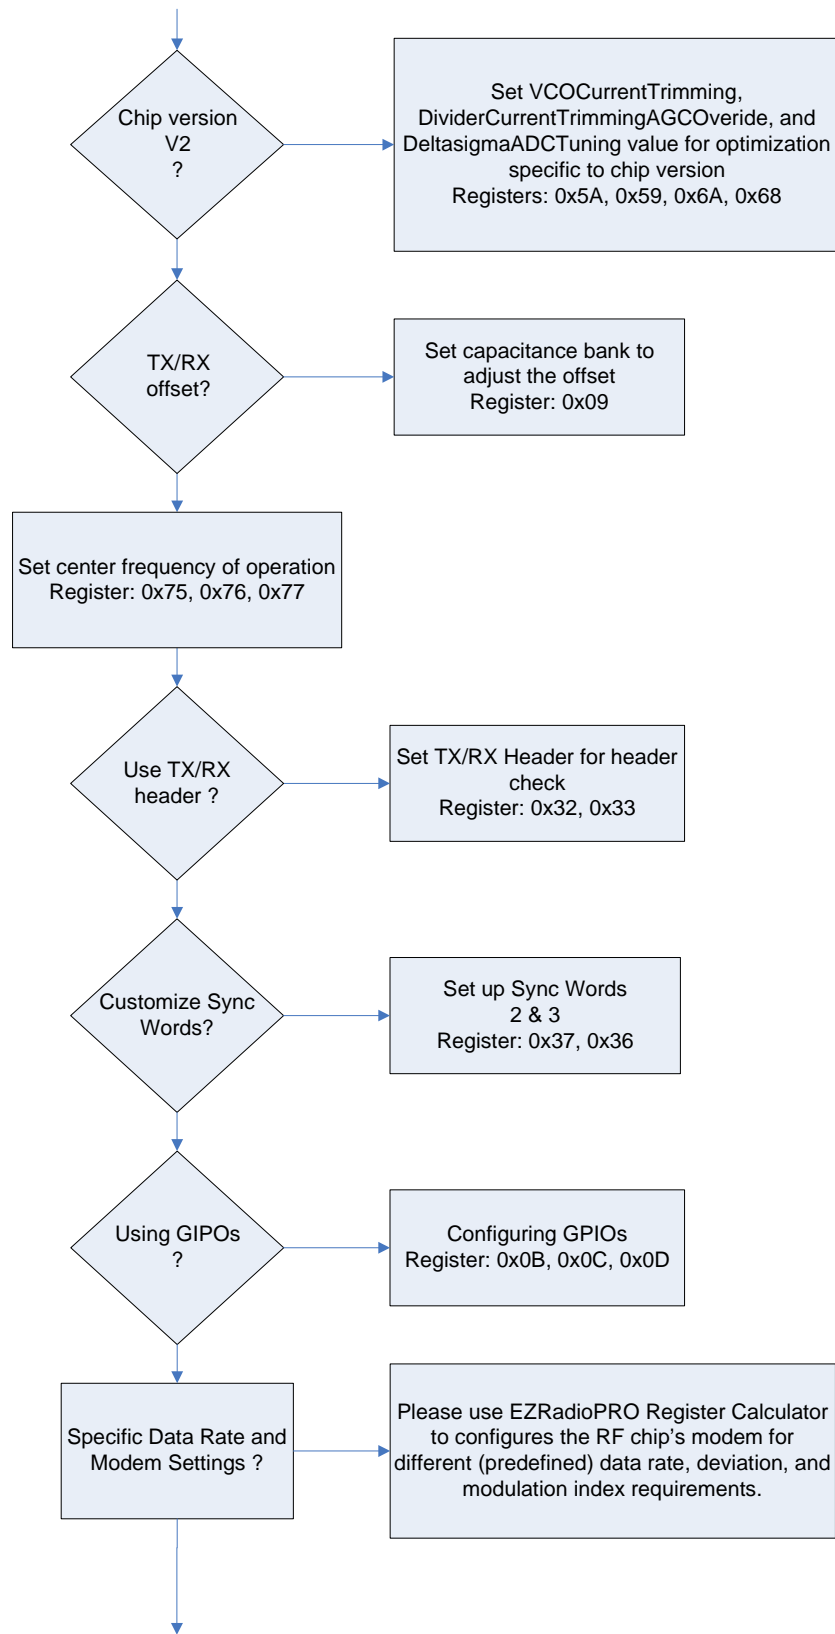 Chip version
V2
?
Set VCOCurrentTrimming,
DividerCurrentTrimmingAGCOveride, and
DeltasigmaADCTuning value for optimization
specific to chip version
Registers: 0x5A, 0x59, 0x6A, 0x68
TX/RX
offset?
Set capacitance bank to
adjust the offset
Register: 0x09
Set center frequency of operation
Register: 0x75, 0x76, 0x77
Use TX/RX
header ?
Set TX/RX Header for header
check
Register: 0x32, 0x33
Customize Sync
Words?
Set up Sync Words
2 & 3
Register: 0x37, 0x36
Using GIPOs
?
Configuring GPIOs
Register: 0x0B, 0x0C, 0x0D
Specific Data Rate and
Modem Settings ?
Please use EZRadioPRO Register Calculator
to configures the RF chip's modem for
different (predefined) data rate, deviation, and
modulation index requirements.